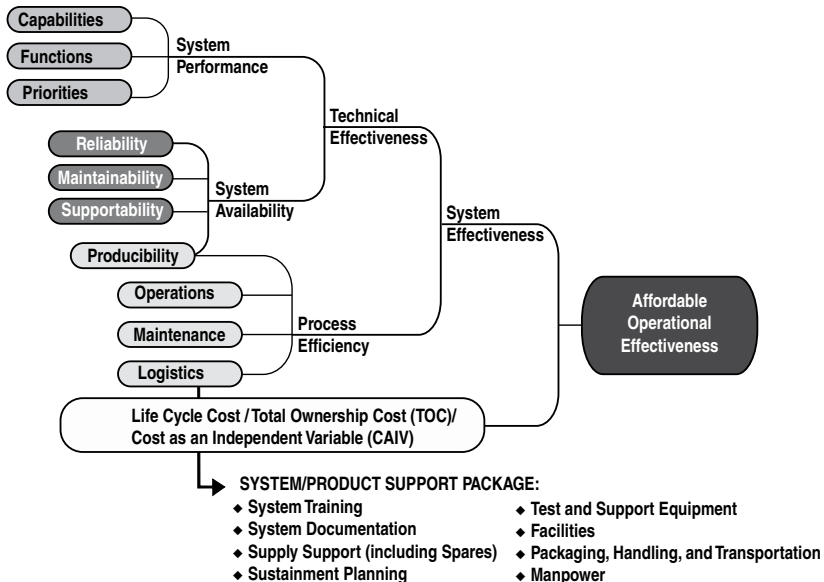 Capabilities
Functions
Priorities
System
Performance
Technical
Effectiveness
Reliability
Maintainability
Supportability
System
Availability
Producibility
System
Effectiveness
Operations
Maintenance
Logistics
Process
Efficiency
Affordable
Operational
Effectiveness
Life Cycle Cost / Total Ownership Cost (TOC)/
Cost as an Independent Variable (CAIV)
SYSTEM/PRODUCT SUPPORT PACKAGE:
◆ System Training
◆ System Documentation
◆ Supply Support (including Spares)
◆ Sustainment Planning
◆ Test and Support Equipment
◆ Facilities
◆ Packaging, Handling, and Transportation
◆ Manpower